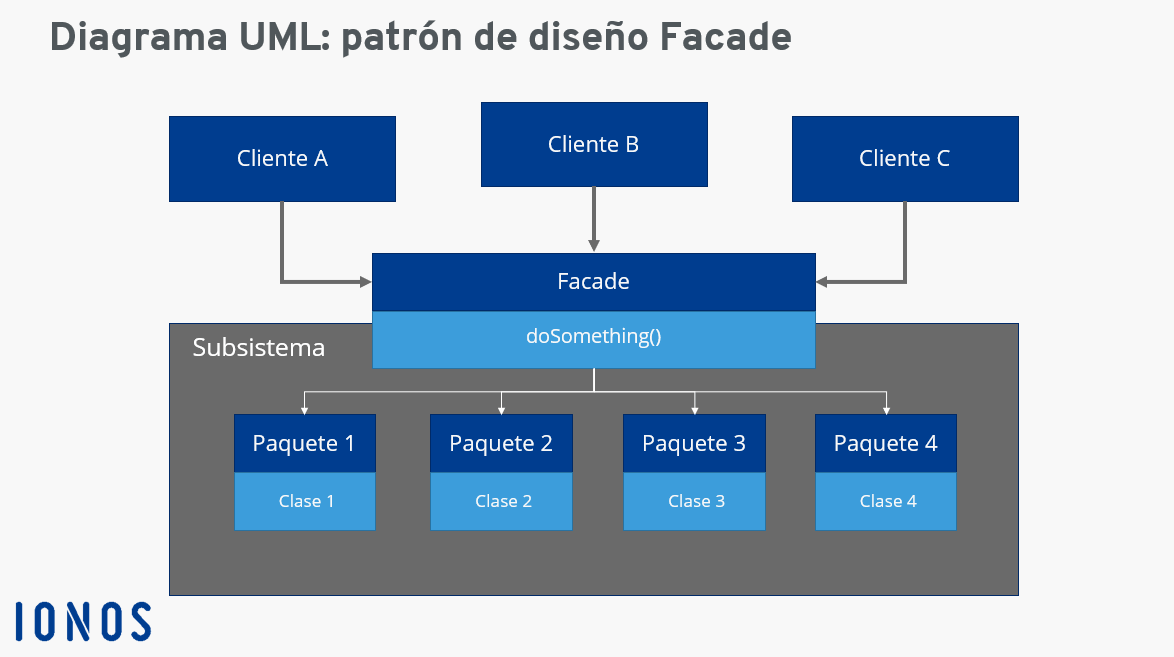 Diagrama UML: patrón de diseño Facade
Cliente A
Cliente B
Cliente C
Facade
doSomething()
Subsistema
Paquete 1
Paquete 2
Paquete 3
Paquete 4
Clase 1
Clase 2
Clase 3
Clase 4
IONOS